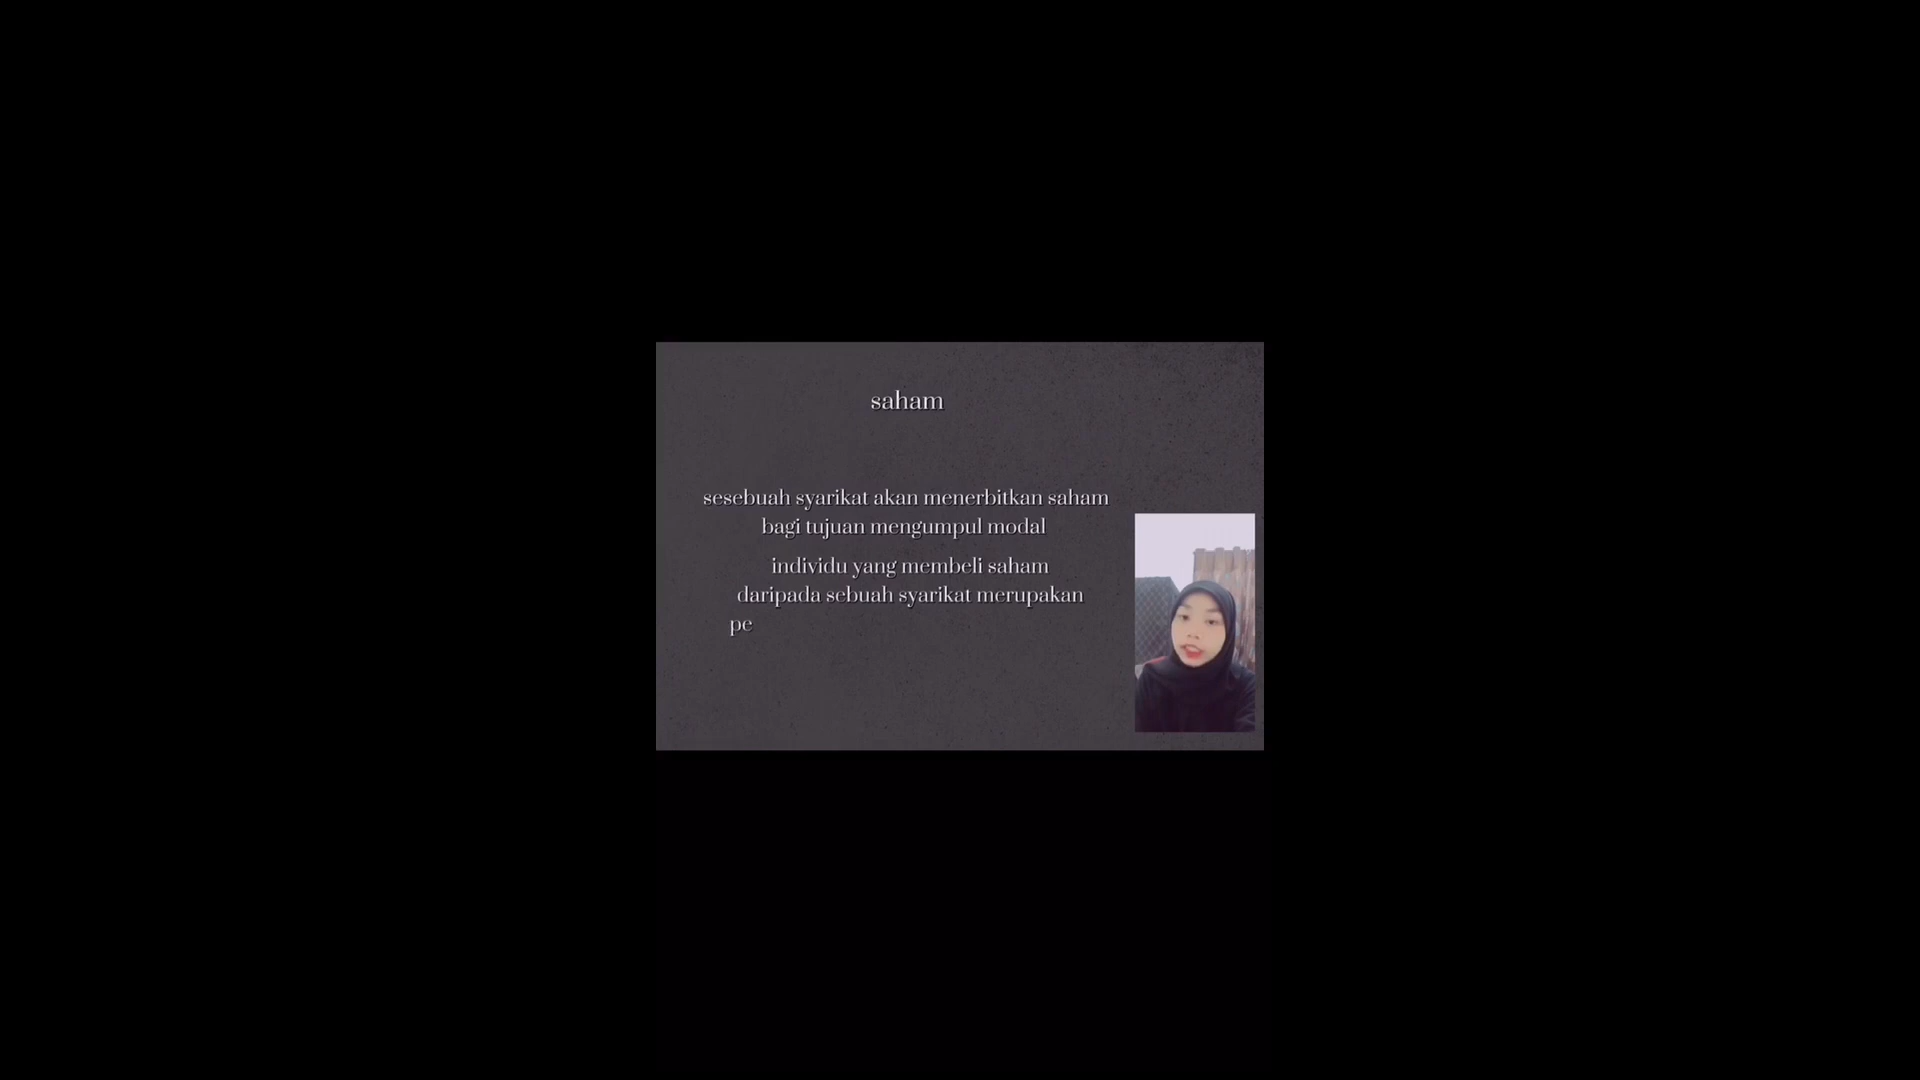 saham
sesebuah syarikat akan menerbitkan saham
bagi tujuan mengumpul modal
individu yang membeli saham
daripada sebuah syarikat merupakan
pe